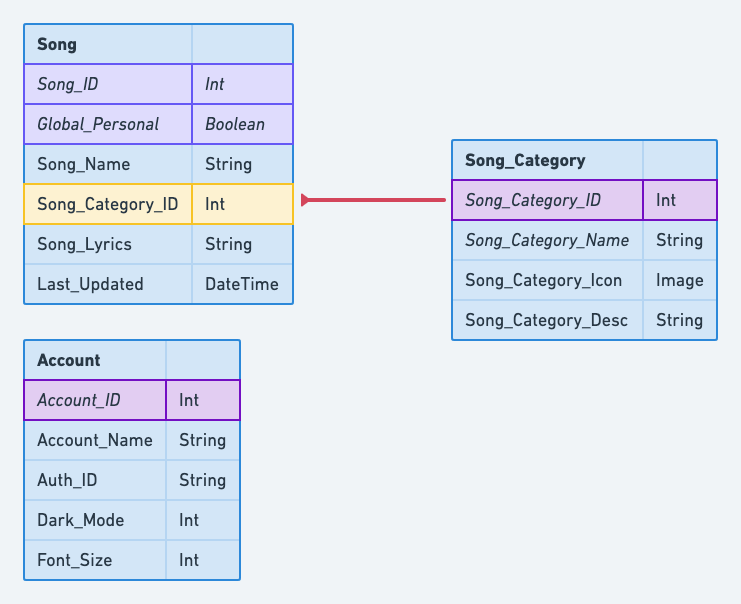 Song
Song_ID Int
Global_Personal Boolean
Song_Name String
Song_Category_ID Int
Song_Lyrics String
Last_Updated DateTime
Song_Category
Song_Category_ID Int
Song_Category_Name String
Song_Category_Icon Image
Song_Category_Desc String
Account
Account_ID Int
Account_Name String
Auth_ID String
Dark_Mode Int
Font_Size Int